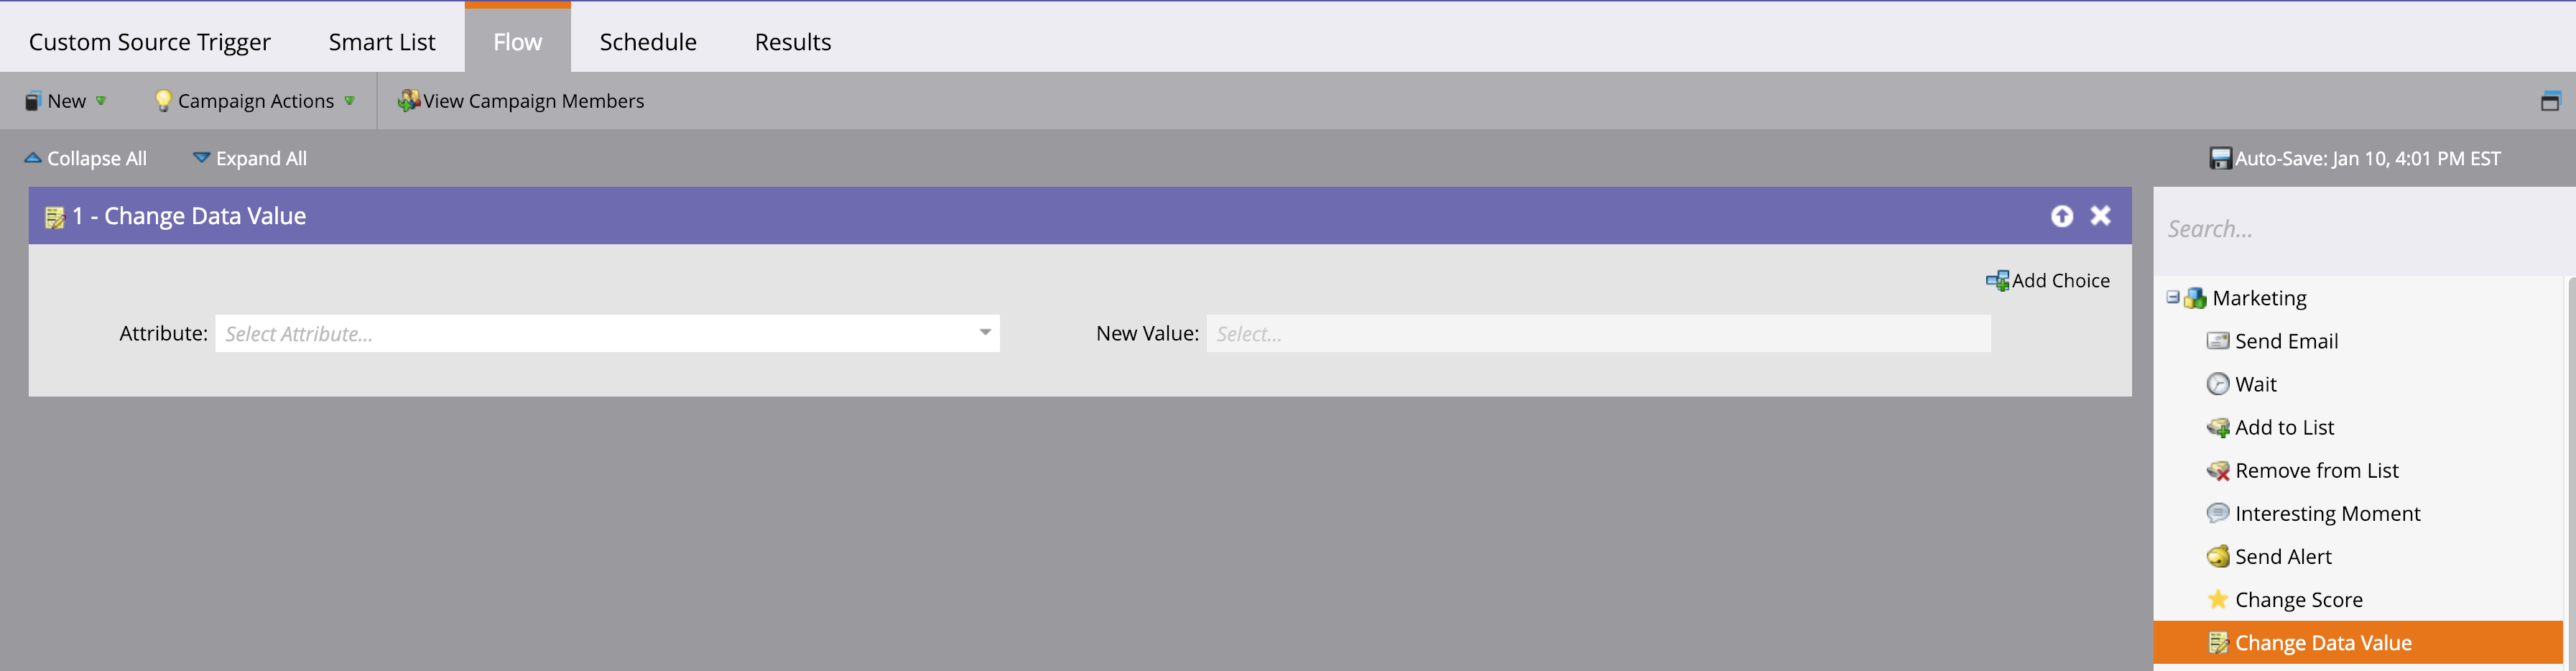 Custom Source Trigger Smart List Flow Schedule Results
New Campaign Actions View Campaign Members
Collapse All Expand All Auto-Save: Jan 10, 4:01 PM EST
1 - Change Data Value
Add Choice
Attribute: Select Attribute... New Value: Select...
Search...
Marketing
Send Email
Wait
Add to List
Remove from List
Interesting Moment
Send Alert
Change Score
Change Data Value